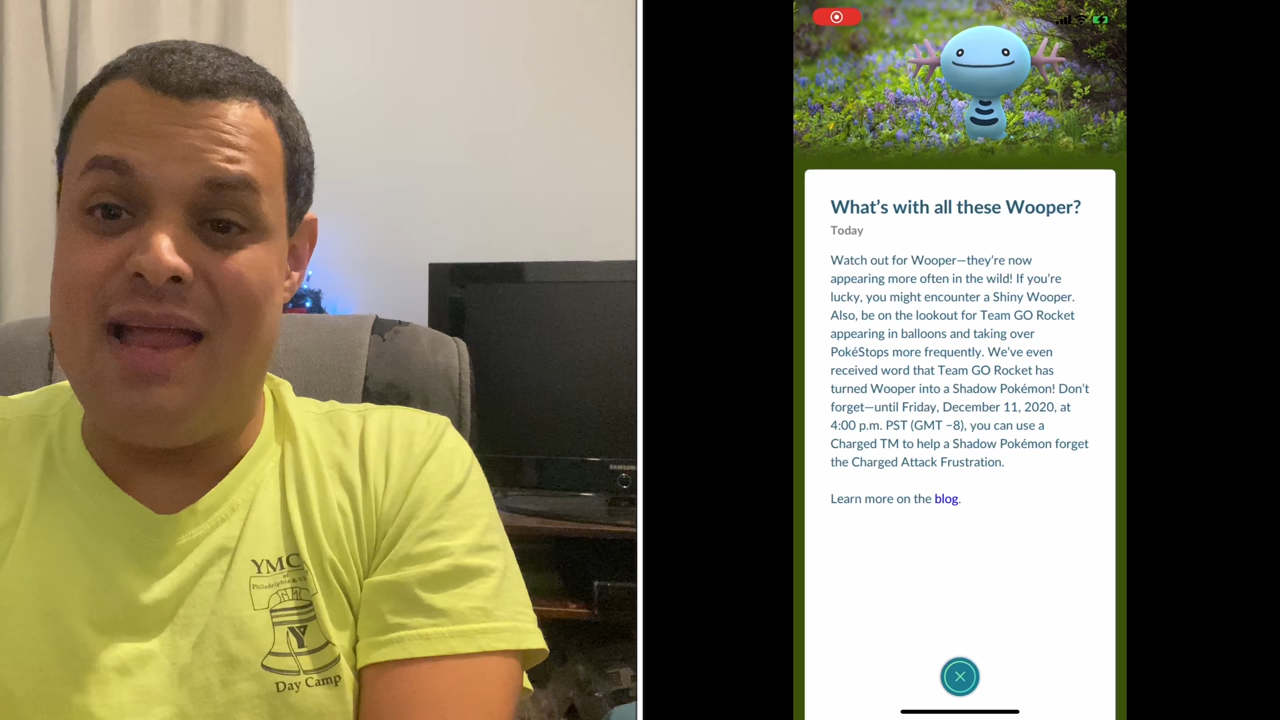 YMC
of
Philadelphia &
Y
Day Camp
SAMSUNG
What's with all these Wooper?
Today
Watch out for Wooper—they're now
appearing more often in the wild! If you're
lucky, you might encounter a Shiny Wooper.
Also, be on the lookout for Team GO Rocket
appearing in balloons and taking over
PokéStops more frequently. We've even
received word that Team GO Rocket has
turned Wooper into a Shadow Pokémon! Don't
forget—until Friday, December 11, 2020, at
4:00 p.m. PST (GMT −8), you can use a
Charged TM to help a Shadow Pokémon forget
the Charged Attack Frustration.
Learn more on the blog.